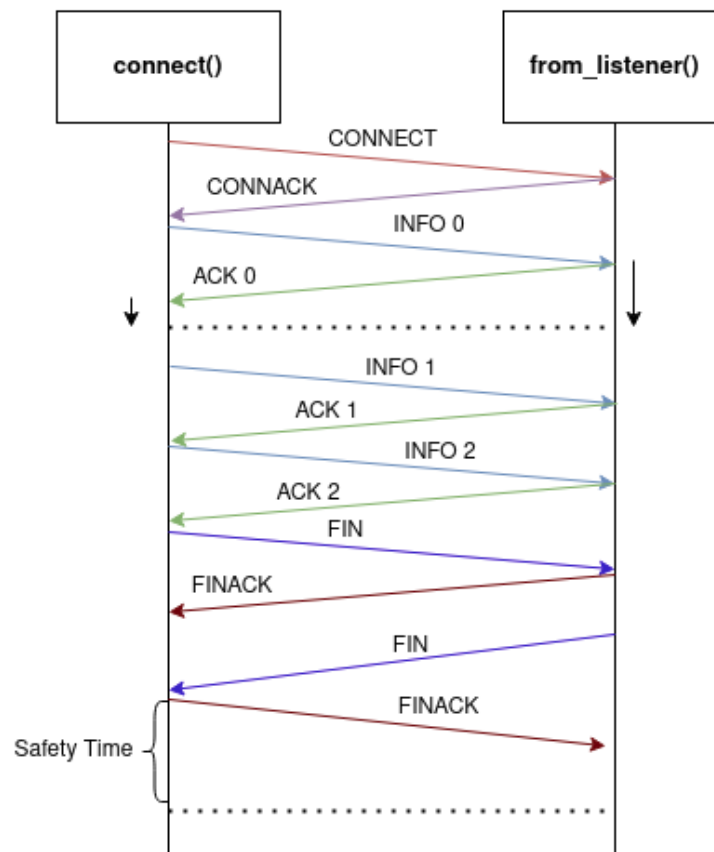 connect()
from_listener()
CONNECT
CONNACK
INFO 0
ACK 0
INFO 1
ACK 1
INFO 2
ACK 2
FIN
FINACK
FIN
FINACK
Safety Time